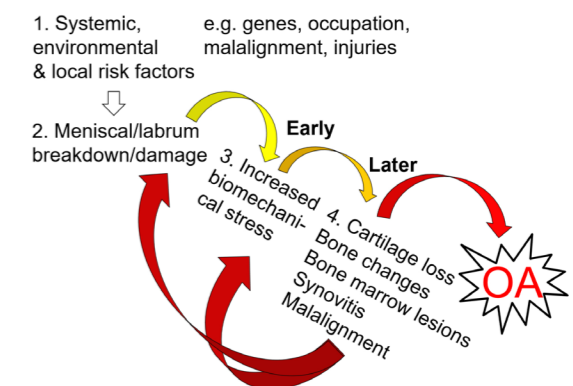 1. Systemic,
environmental
& local risk factors
e.g. genes, occupation,
malalignment, injuries
2. Meniscal/labrum
breakdown/damage
Early
3. Increased
biomechani-
cal stress
Later
4. Cartilage loss
Bone changes
Bone marrow lesions
Synovitis
Malalignment
OA